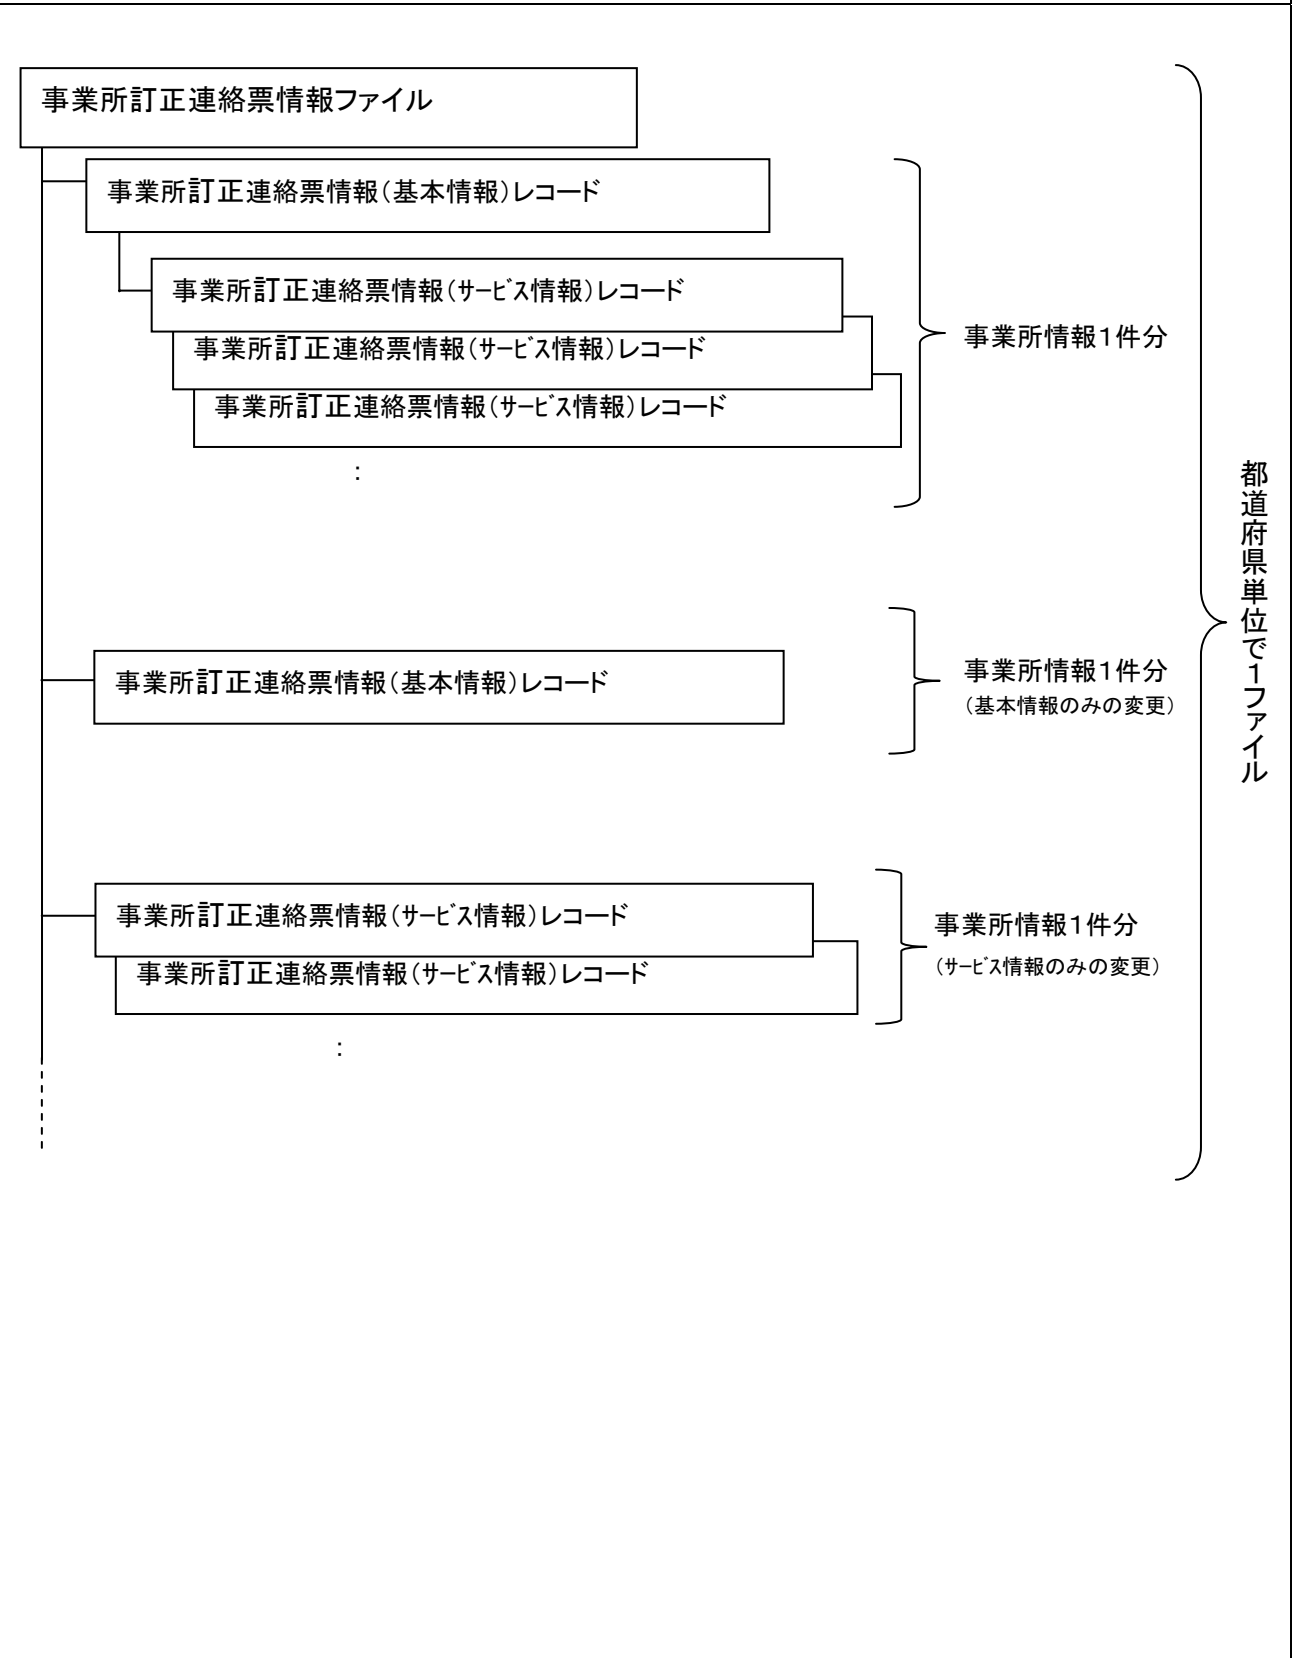 事業所訂正連絡票情報ファイル
事業所訂正連絡票情報（基本情報）レコード
事業所訂正連絡票情報（ｻｰﾋﾞｽ情報）レコード
事業所訂正連絡票情報（ｻｰﾋﾞｽ情報）レコード
事業所訂正連絡票情報（ｻｰﾋﾞｽ情報）レコード
：
事業所情報１件分
事業所訂正連絡票情報（基本情報）レコード
事業所情報１件分
（基本情報のみの変更）
事業所訂正連絡票情報（ｻｰﾋﾞｽ情報）レコード
事業所訂正連絡票情報（ｻｰﾋﾞｽ情報）レコード
：
事業所情報１件分
（ｻｰﾋﾞｽ情報のみの変更）
都道府県単位で１ファイル